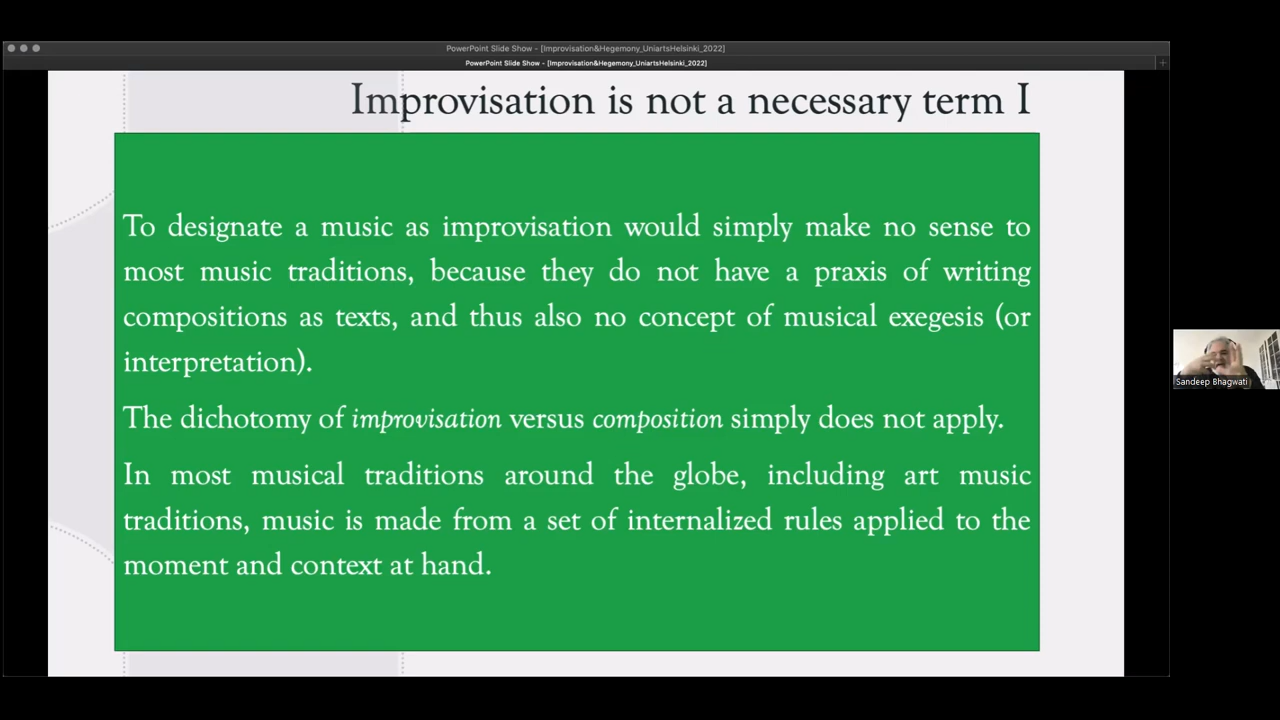 PowerPoint Slide Show - [Improvisation&Hegemony_UniartsHelsinki_2022]
PowerPoint Slide Show - [Improvisation&Hegemony_UniartsHelsinki_2022]
Improvisation is not a necessary term I
To designate a music as improvisation would simply make no sense to
most music traditions, because they do not have a praxis of writing
compositions as texts, and thus also no concept of musical exegesis (or
interpretation).
The dichotomy of improvisation versus composition simply does not apply.
In most musical traditions around the globe, including art music
traditions, music is made from a set of internalized rules applied to the
moment and context at hand.
Sandeep Bhagwati